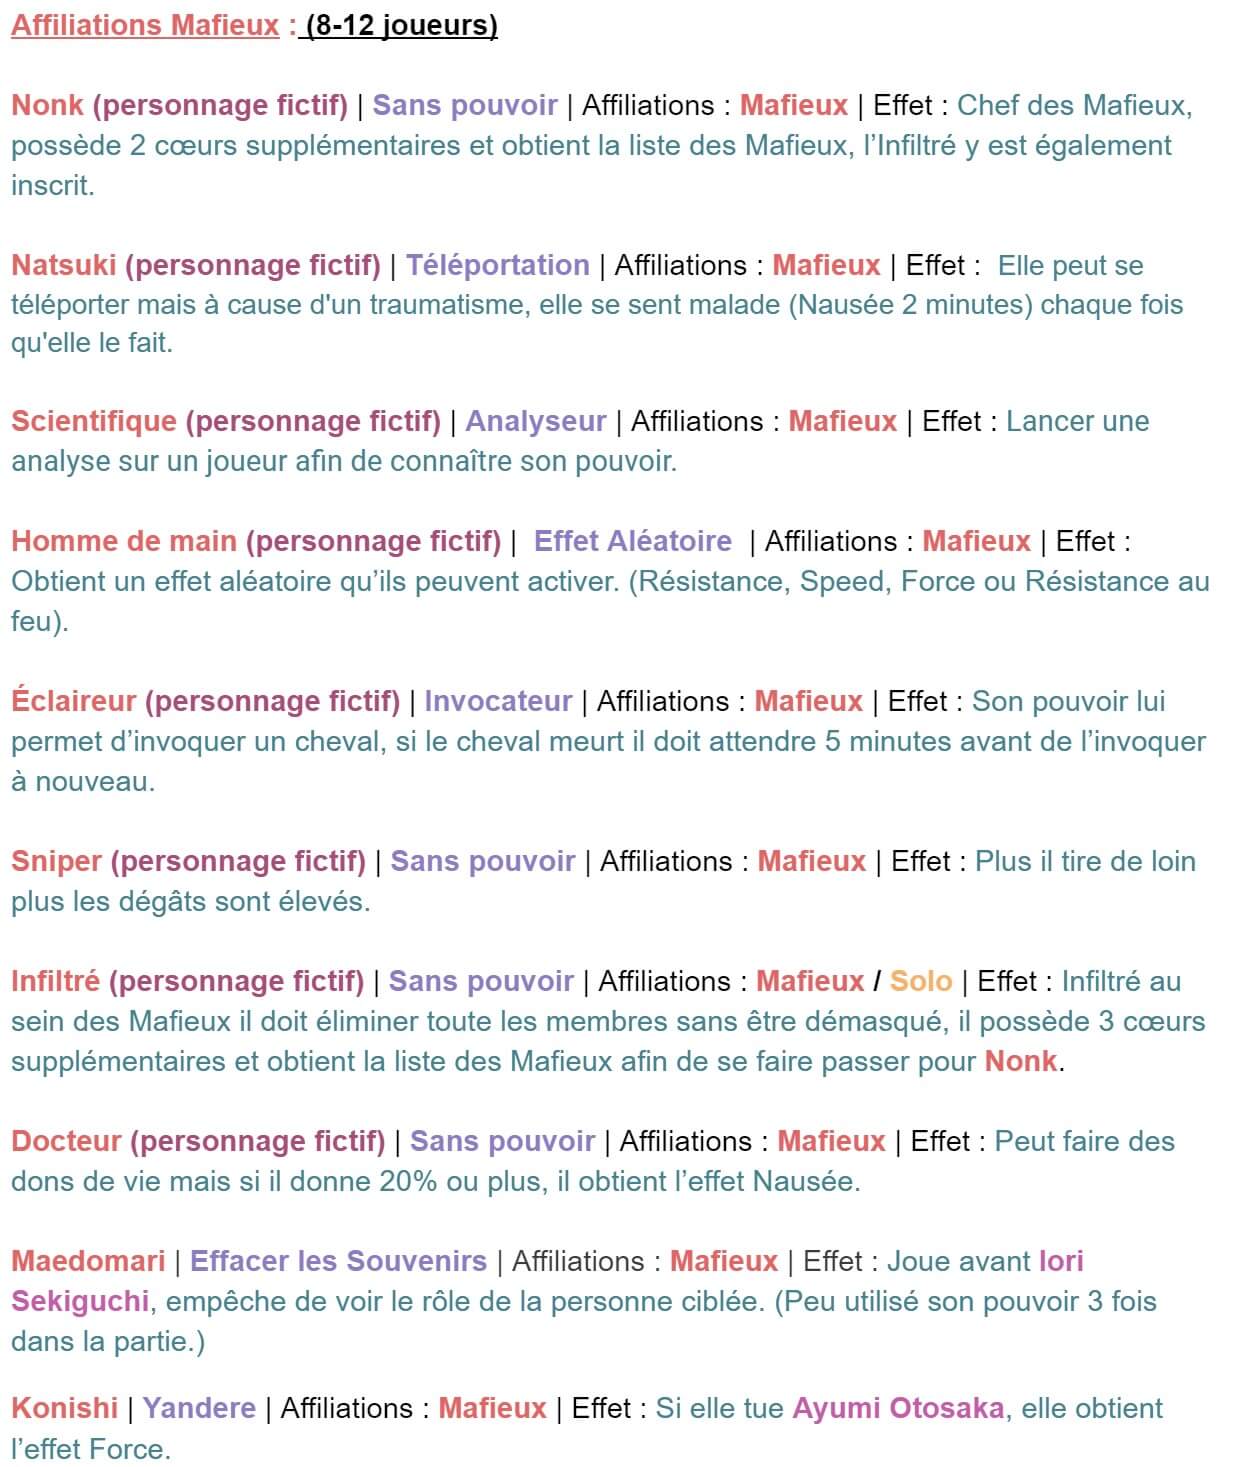 Affiliations Mafieux : (8-12 joueurs)
Nonk (personnage fictif) | Sans pouvoir | Affiliations : Mafieux | Effet : Chef des Mafieux,
possède 2 cœurs supplémentaires et obtient la liste des Mafieux, l’Infiltré y est également
inscrit.
Natsuki (personnage fictif) | Téléportation | Affiliations : Mafieux | Effet :  Elle peut se
téléporter mais à cause d'un traumatisme, elle se sent malade (Nausée 2 minutes) chaque fois
qu'elle le fait.
Scientifique (personnage fictif) | Analyseur | Affiliations : Mafieux | Effet : Lancer une
analyse sur un joueur afin de connaître son pouvoir.
Homme de main (personnage fictif) |  Effet Aléatoire  | Affiliations : Mafieux | Effet :
Obtient un effet aléatoire qu’ils peuvent activer. (Résistance, Speed, Force ou Résistance au
feu).
Éclaireur (personnage fictif) | Invocateur | Affiliations : Mafieux | Effet : Son pouvoir lui
permet d’invoquer un cheval, si le cheval meurt il doit attendre 5 minutes avant de l’invoquer
à nouveau.
Sniper (personnage fictif) | Sans pouvoir | Affiliations : Mafieux | Effet : Plus il tire de loin
plus les dégâts sont élevés.
Infiltré (personnage fictif) | Sans pouvoir | Affiliations : Mafieux / Solo | Effet : Infiltré au
sein des Mafieux il doit éliminer toute les membres sans être démasqué, il possède 3 cœurs
supplémentaires et obtient la liste des Mafieux afin de se faire passer pour Nonk.
Docteur (personnage fictif) | Sans pouvoir | Affiliations : Mafieux | Effet : Peut faire des
dons de vie mais si il donne 20% ou plus, il obtient l’effet Nausée.
Maedomari | Effacer les Souvenirs | Affiliations : Mafieux | Effet : Joue avant Iori
Sekiguchi, empêche de voir le rôle de la personne ciblée. (Peu utilisé son pouvoir 3 fois
dans la partie.)
Konishi | Yandere | Affiliations : Mafieux | Effet : Si elle tue Ayumi Otosaka, elle obtient
l’effet Force.